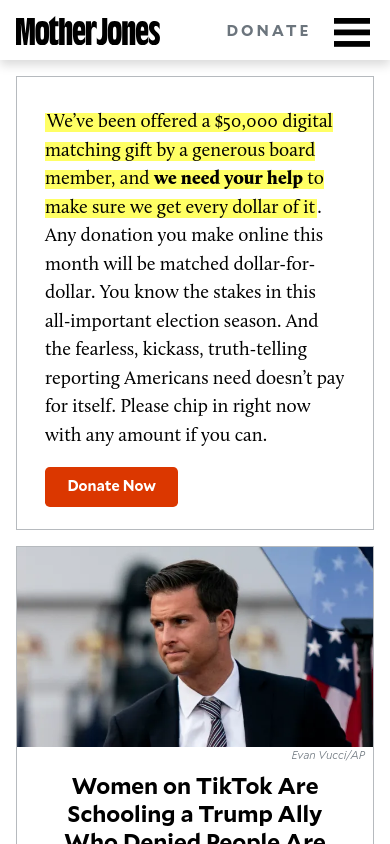 Mother Jones
DONATE
We’ve been offered a $50,000 digital
matching gift by a generous board
member, and we need your help to
make sure we get every dollar of it.
Any donation you make online this
month will be matched dollar-for-
dollar. You know the stakes in this
all-important election season. And
the fearless, kickass, truth-telling
reporting Americans need doesn’t pay
for itself. Please chip in right now
with any amount if you can.
Donate Now
Evan Vucci/AP
Women on TikTok Are
Schooling a Trump Ally
Who Denied People Are